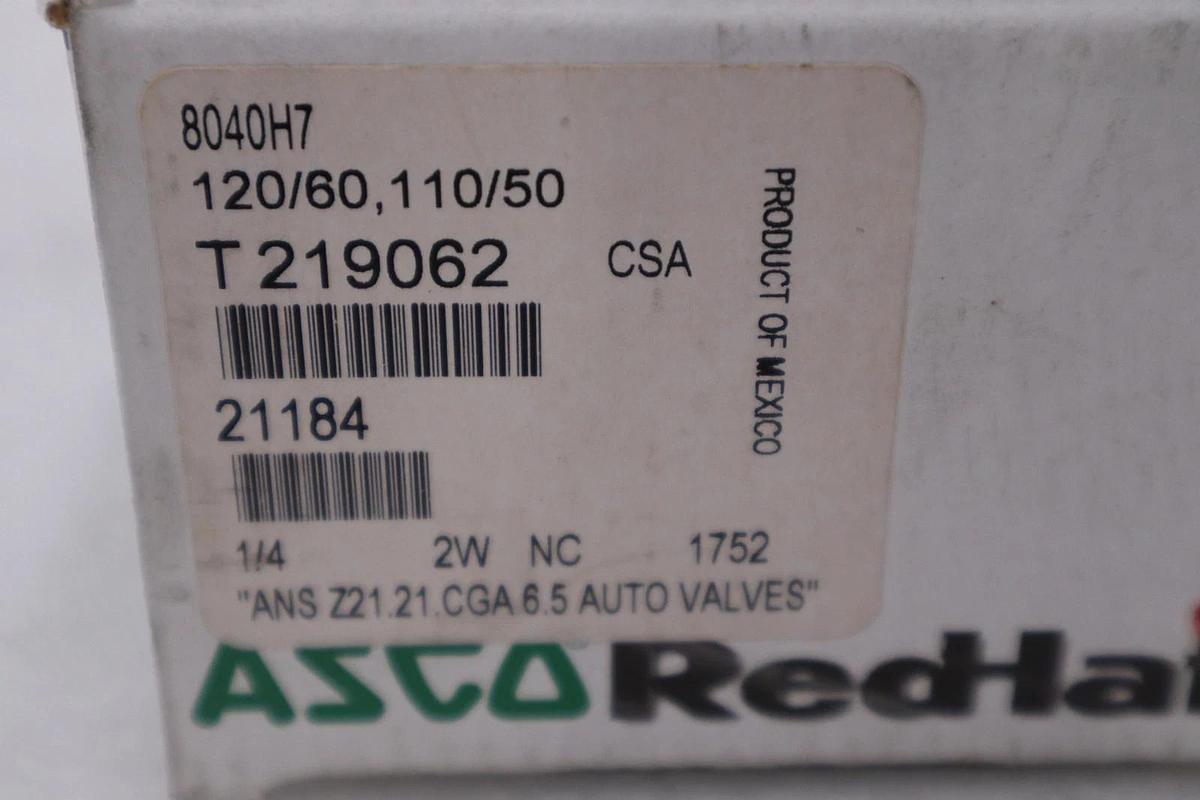 8040H7
120/60,110/50
T 219062 CSA
PRODUCT OF MEXICO
21184
1/4 2W NC 1752
"ANS Z21.21.CGA.6.5 AUTO VALVES"
ASCO RedHat